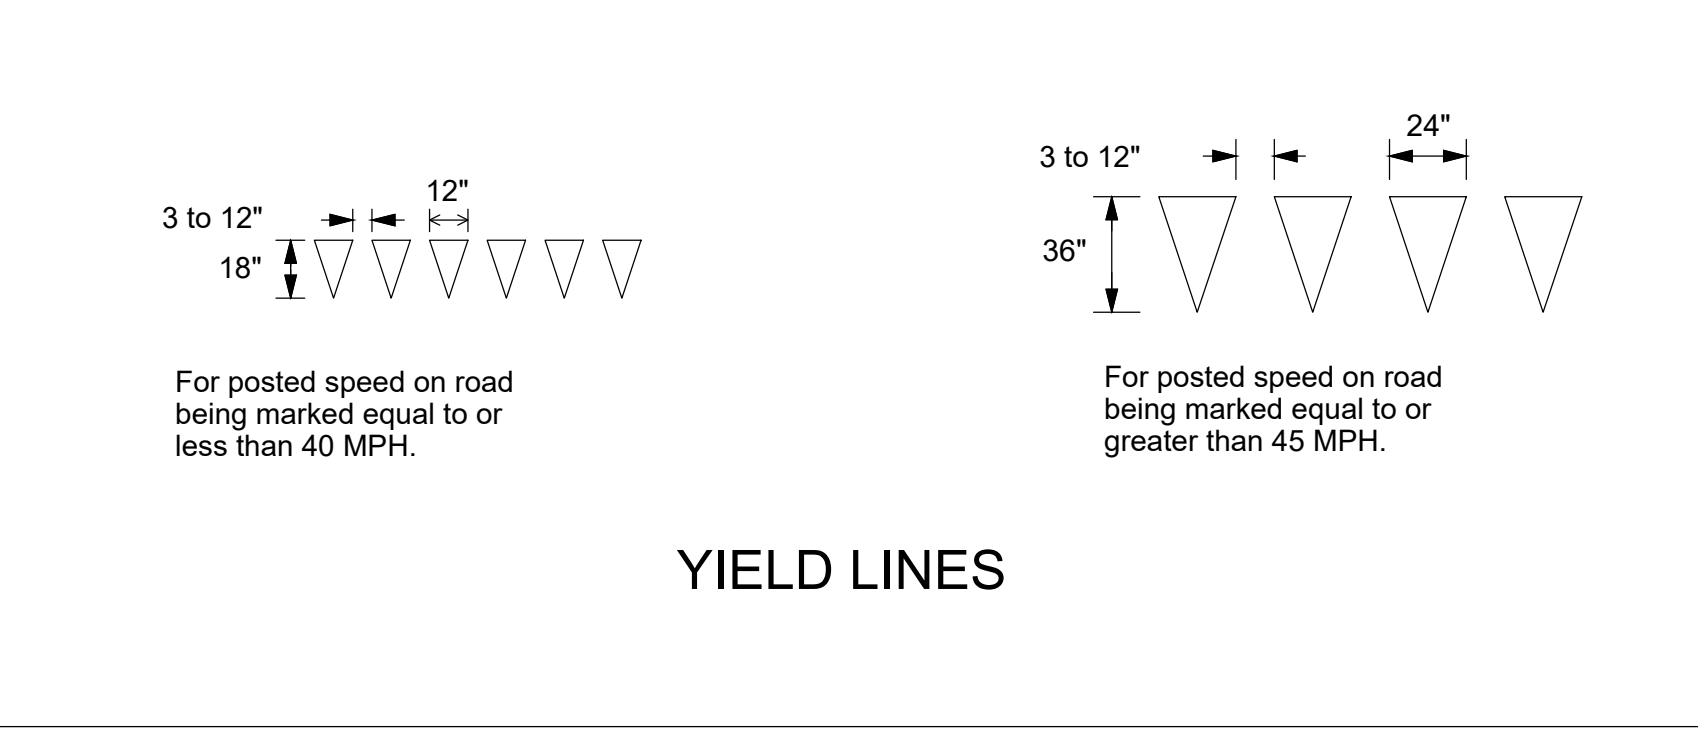 12"
3 to 12"
18"
For posted speed on road
being marked equal to or
less than 40 MPH.
24"
3 to 12"
36"
For posted speed on road
being marked equal to or
greater than 45 MPH.
YIELD LINES